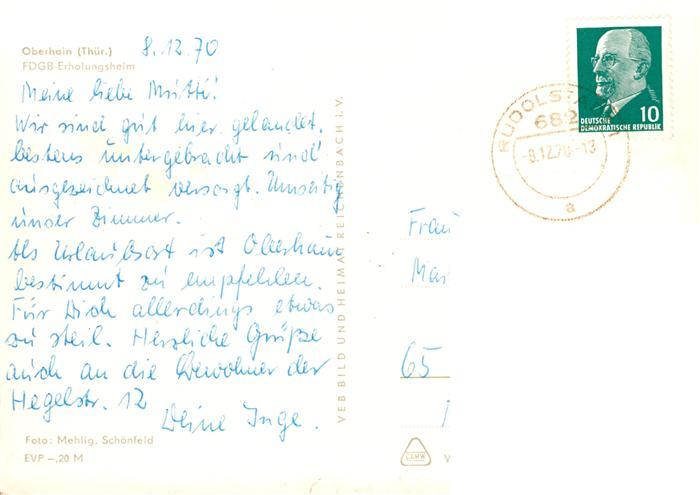 Oberhain (Thür.)
FDGB-Erholungsheim
8.12.70
Meine liebe Mutti!
Wir sind gut hier gelandet,
bestens untergebracht sind
ausgezeichnet versorgt. Umseitig
unser Zimmer.
Als Urlaubsort ist Oberhain
bestimmt zu empfehlen.
Für Dich allerdings etwas
zu steil. Herzliche Grüße
auch an die Bewohner der
Hegelstr. 12
Deine Inge.
Foto: Mehlig, Schönfeld
EVP -,20 M
VEB BILD UND HEIMAT REICHENBACH i. V.
10
DEUTSCHE
DEMOKRATISCHE REPUBLIK
682
-8.12.70-13
a
Frau
65
V